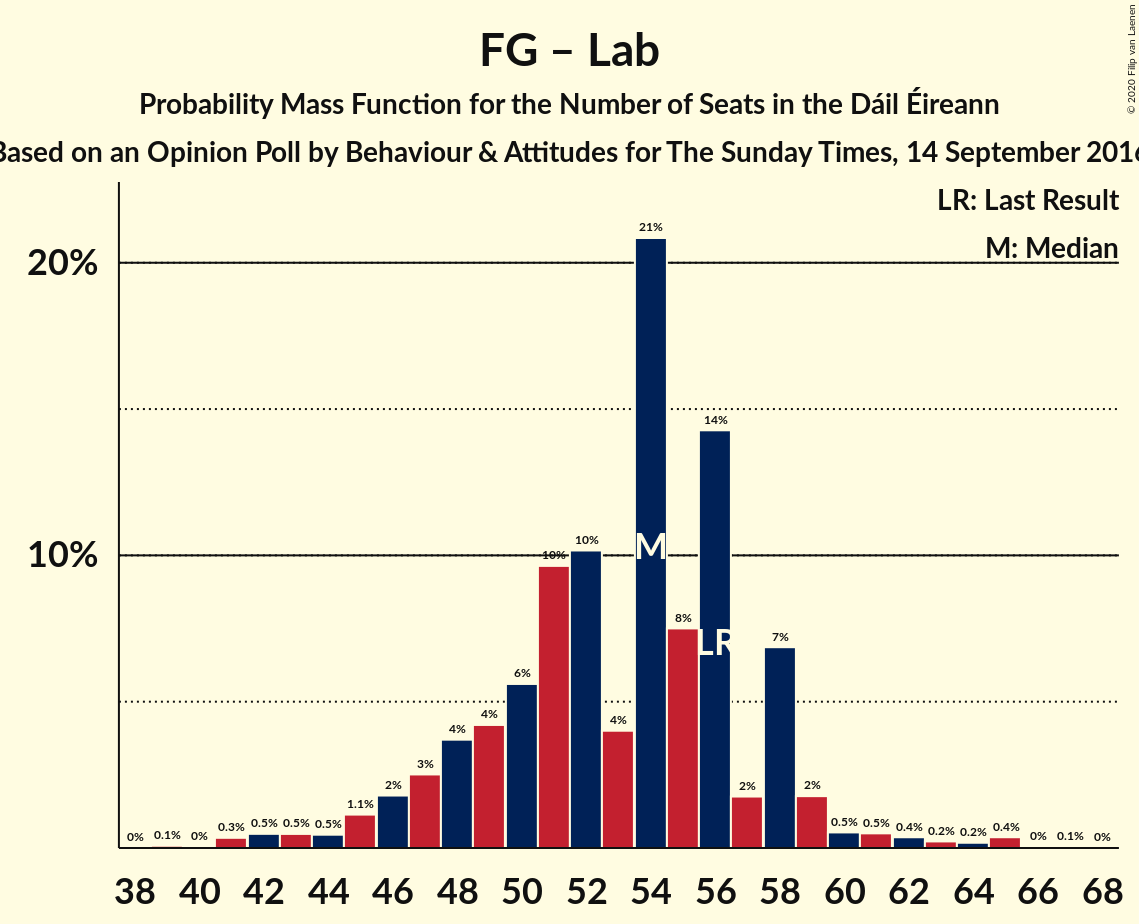 FG – Lab
Probability Mass Function for the Number of Seats in the Dáil Éireann
Based on an Opinion Poll by Behaviour & Attitudes for The Sunday Times, 14 September 2016
© 2020 Filip van Laenen
LR: Last Result
M: Median
20%
10%
0% 0.1% 0% 0.3% 0.5% 0.5% 0.5% 1.1% 2% 3% 4% 4% 6% 10% 10% 4% 21% 8% 14% 2% 7% 2% 0.5% 0.5% 0.4% 0.2% 0.2% 0.4% 0% 0.1% 0%
M
LR
38 40 42 44 46 48 50 52 54 56 58 60 62 64 66 68